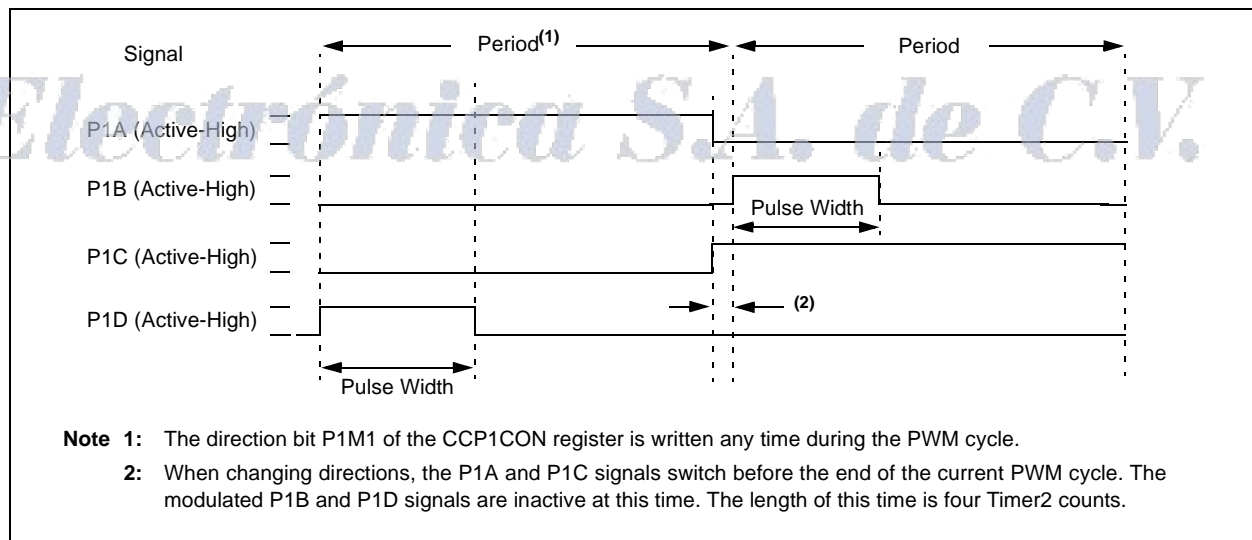 Signal
Period(1)
Period
Electrónica S.A. de C.V.
P1A (Active-High)
P1B (Active-High)
Pulse Width
P1C (Active-High)
(2)
P1D (Active-High)
Pulse Width
Note 1: The direction bit P1M1 of the CCP1CON register is written any time during the PWM cycle.
2: When changing directions, the P1A and P1C signals switch before the end of the current PWM cycle. The
modulated P1B and P1D signals are inactive at this time. The length of this time is four Timer2 counts.